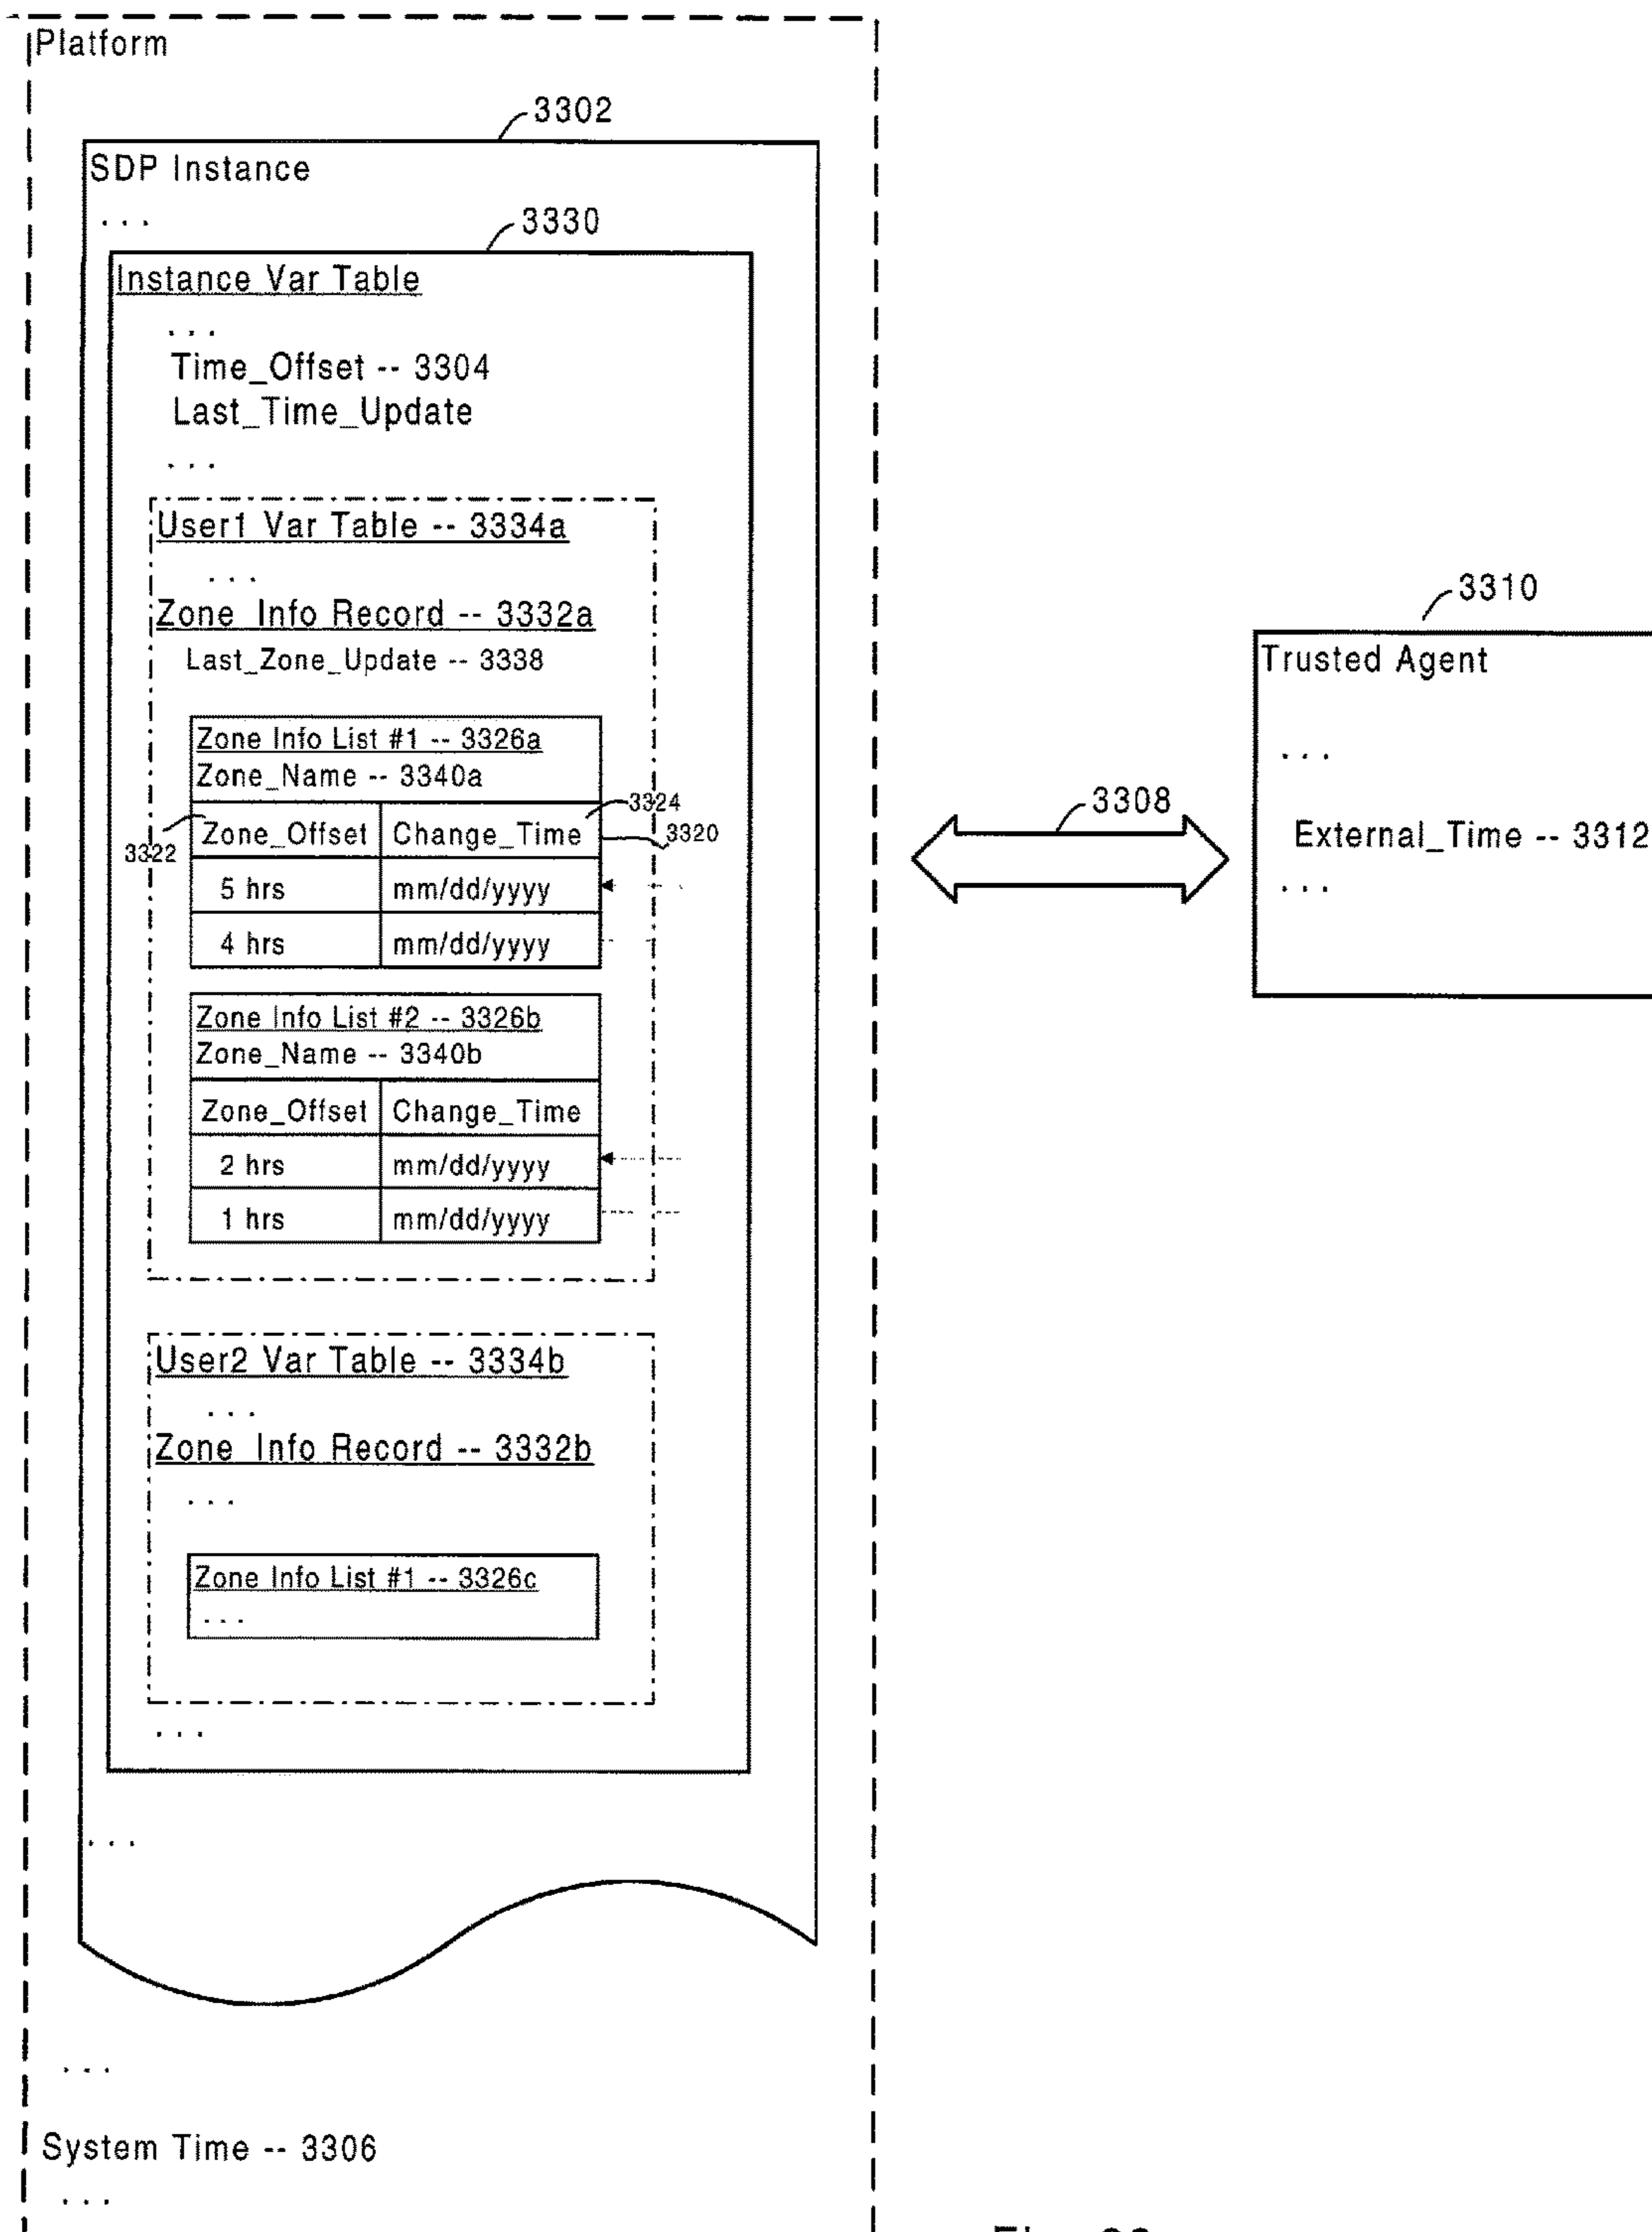 Platform
3302
SDP Instance
. . .
3330
Instance Var Table
. . .
Time_Offset -- 3304
Last_Time_Update
. . .
User1 Var Table -- 3334a
. . .
Zone Info Record -- 3332a
Last_Zone_Update -- 3338
Zone Info List #1 -- 3326a
Zone_Name -- 3340a
3324
Zone_Offset Change_Time
3320
3322
5 hrs mm/dd/yyyy
4 hrs mm/dd/yyyy
Zone Info List #2 -- 3326b
Zone_Name -- 3340b
Zone_Offset Change_Time
2 hrs mm/dd/yyyy
1 hrs mm/dd/yyyy
User2 Var Table -- 3334b
. . .
Zone Info Record -- 3332b
. . .
Zone Info List #1 -- 3326c
. . .
. . .
. . .
. . .
System Time -- 3306
. . .
3308
3310
Trusted Agent
. . .
External_Time -- 3312
. . .